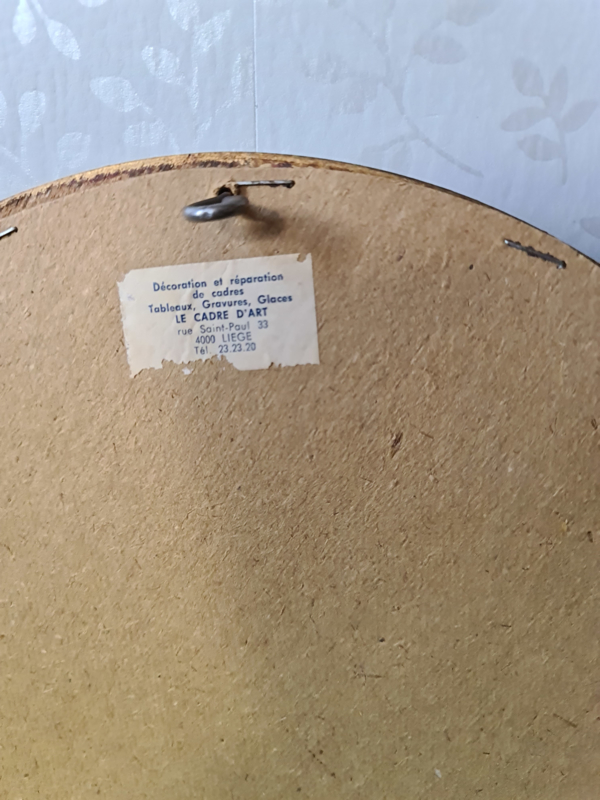 Décoration et réparation
de cadres
Tableaux, Gravures, Glaces
LE CADRE D'ART
rue Saint-Paul 33
4000 LIEGE
Tél. 23.23.20